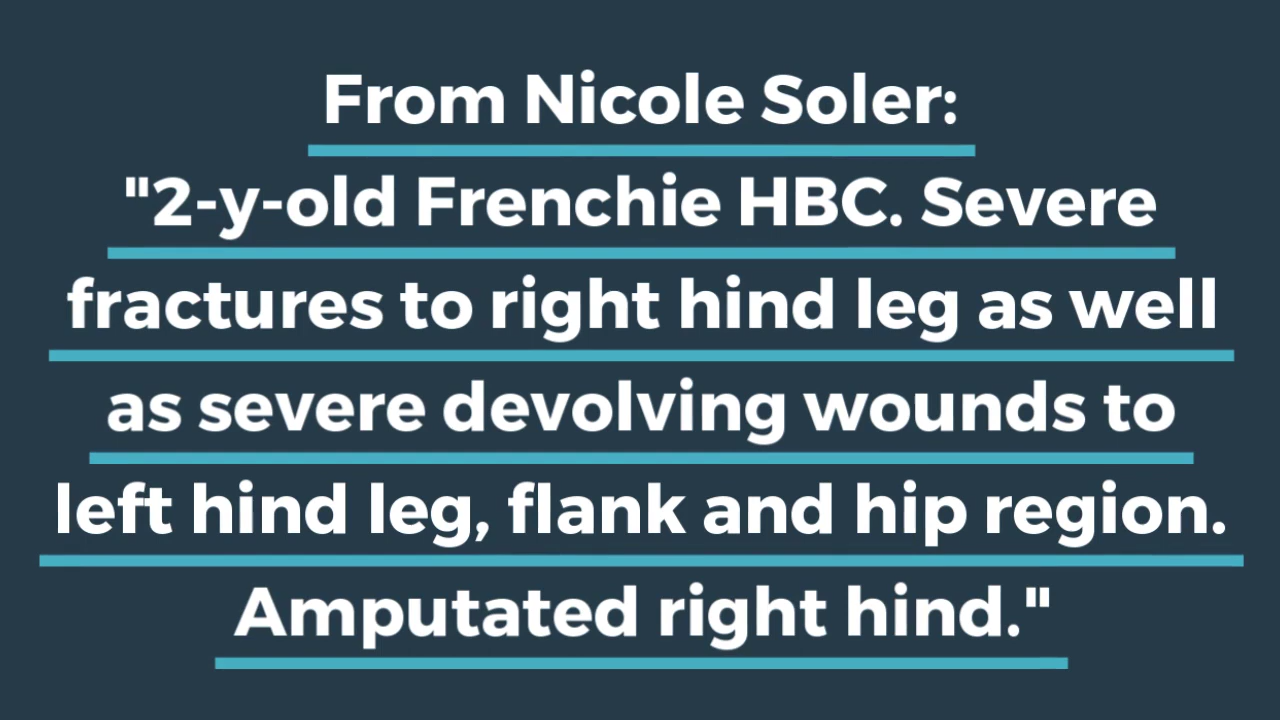 From Nicole Soler:
"2-y-old Frenchie HBC. Severe
fractures to right hind leg as well
as severe devolving wounds to
left hind leg, flank and hip region.
Amputated right hind."